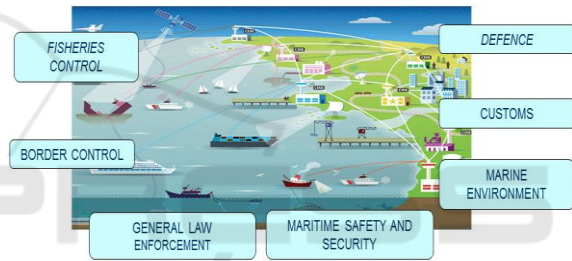 FISHERIES
CONTROL
DEFENCE
CUSTOMS
BORDER CONTROL
MARINE
ENVIRONMENT
GENERAL LAW
ENFORCEMENT
MARITIME SAFETY AND
SECURITY